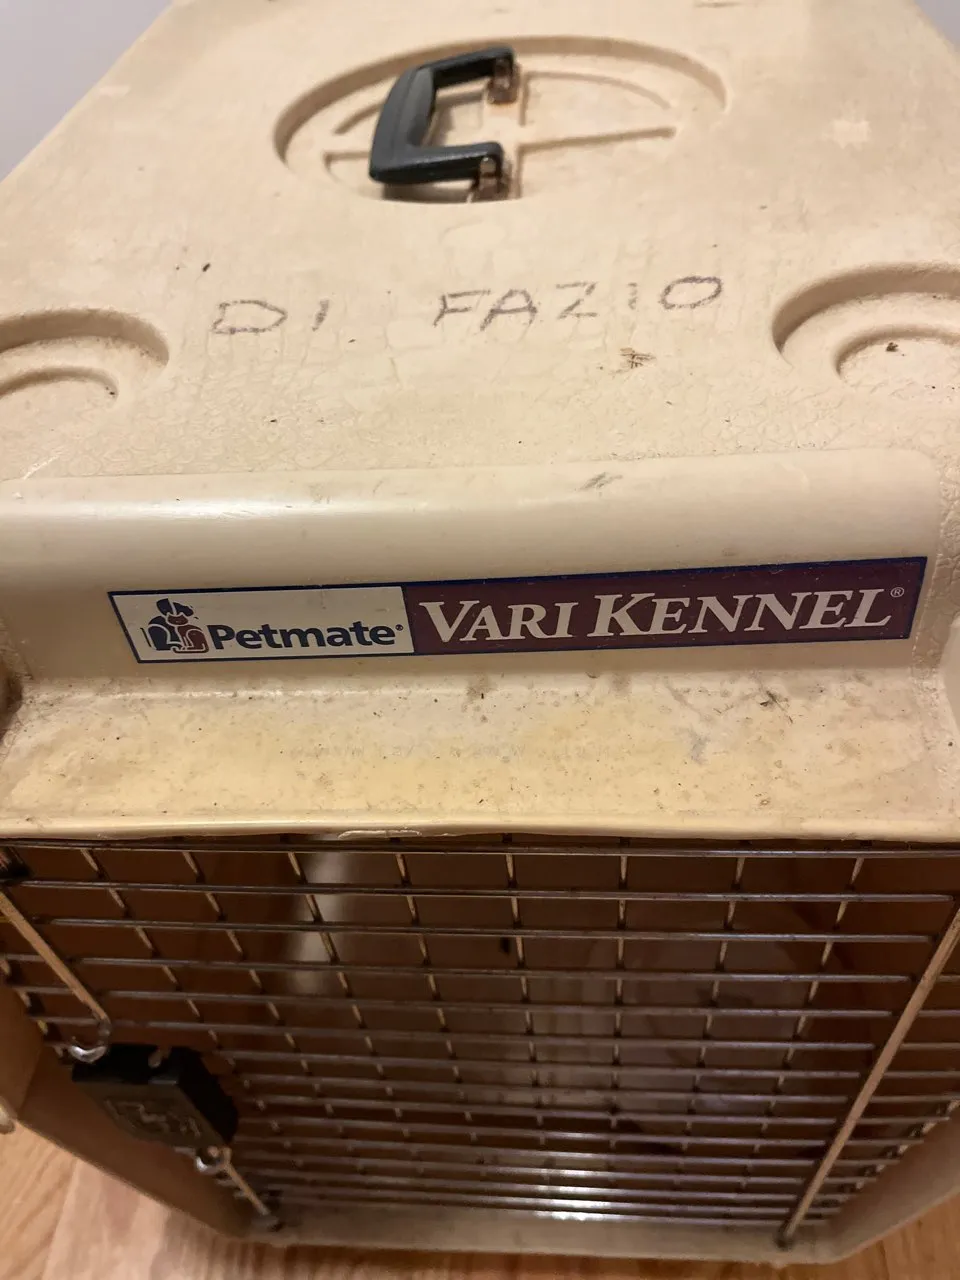 DI FAZIO
Petmate® VARI KENNEL®